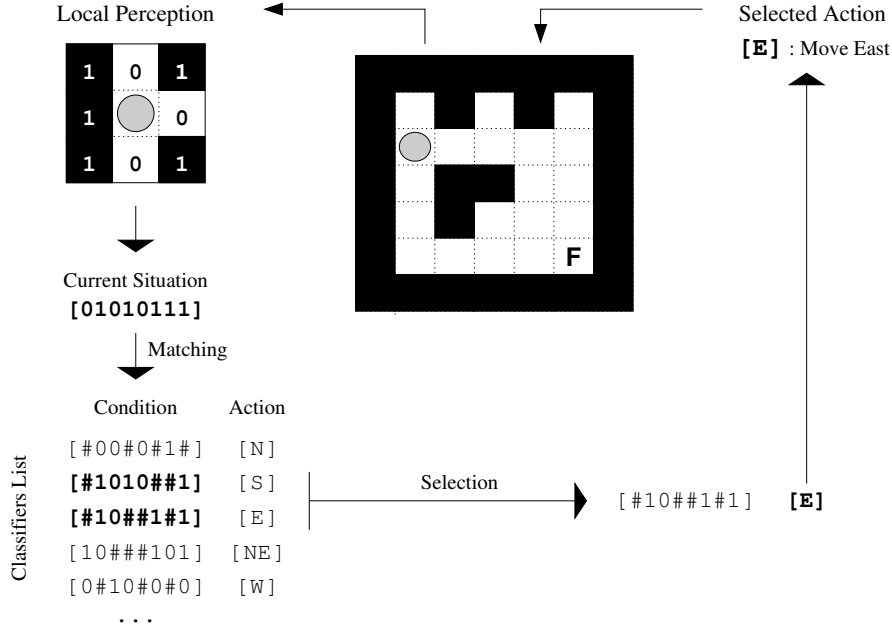 Local Perception
Selected Action
[E] : Move East
1 0 1
1 0
1 0 1
F
Current Situation
[01010111]
Matching
Condition Action
Classifiers List
[#00#0#1#] [N]
[#1010##1] [S]
[#10##1#1] [E]
[10###101] [NE]
[0#10#0#0] [W]
. . .
Selection
[#10##1#1] [E]